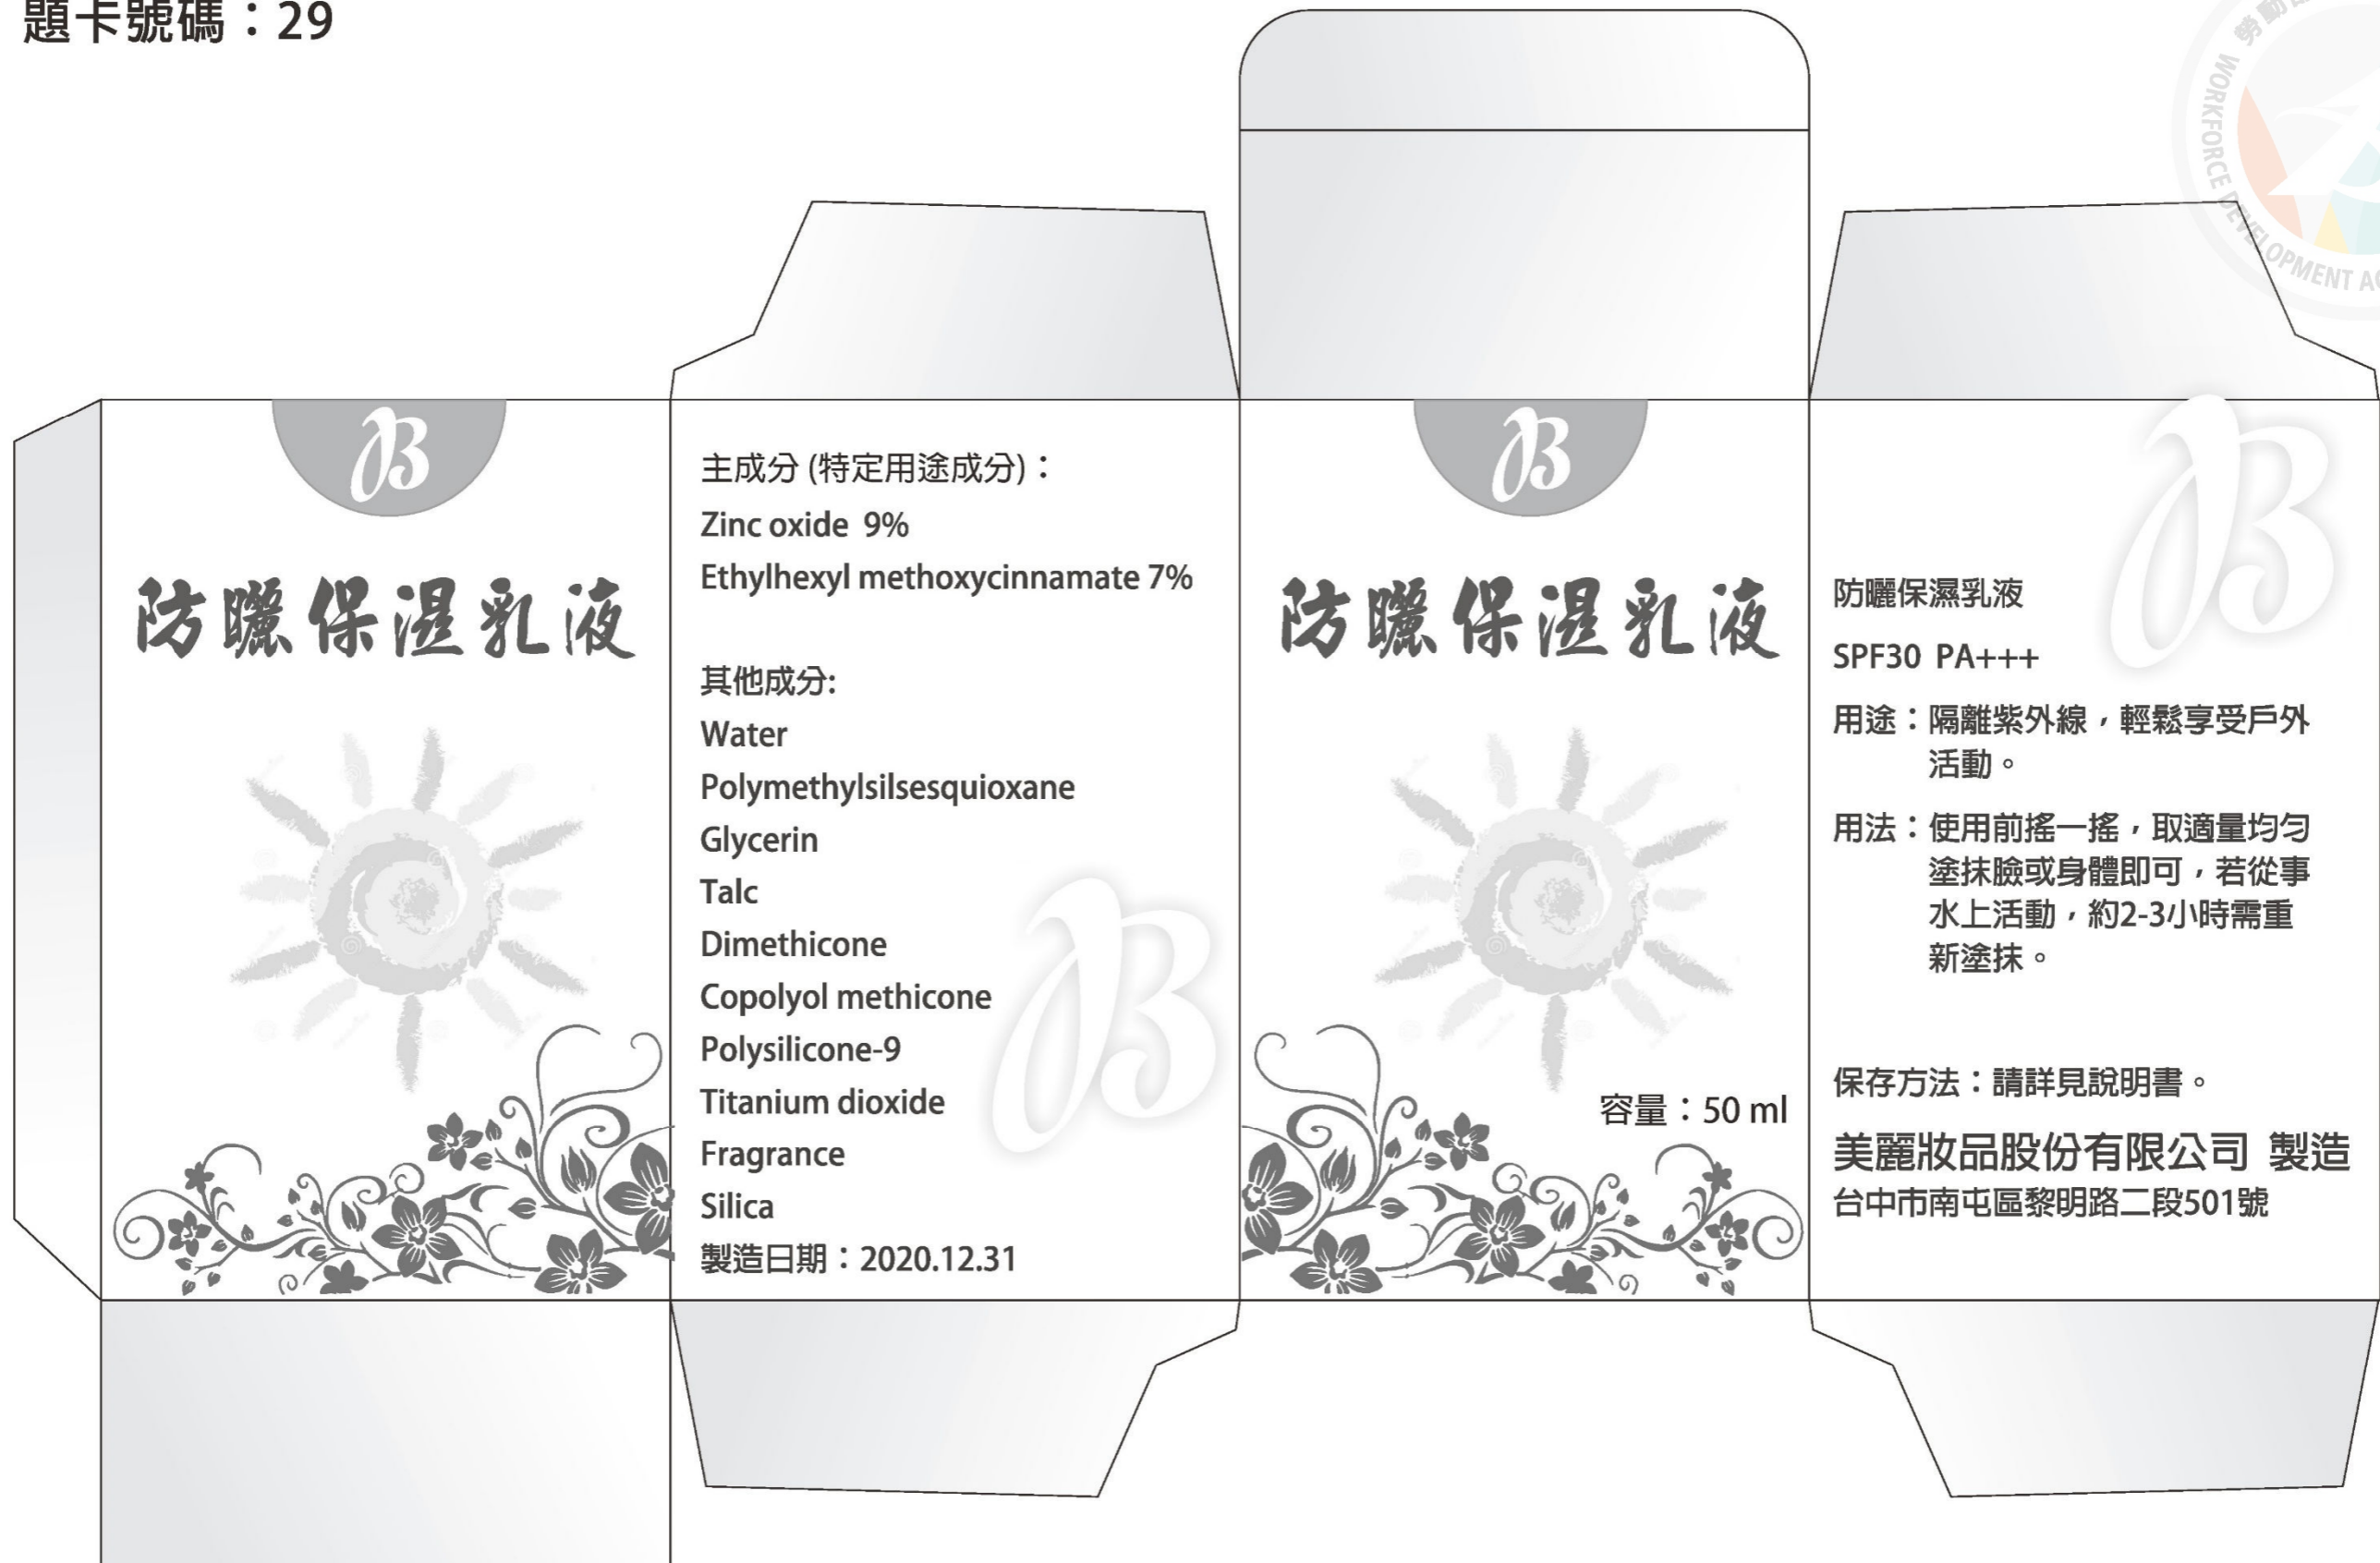 題卡號碼：29
勞動
WORKFORCE DEVELOPMENT
B
防曬保濕乳液
主成分 (特定用途成分)：
Zinc oxide 9%
Ethylhexyl methoxycinnamate 7%
其他成分:
Water
Polymethylsilsesquioxane
Glycerin
Talc
Dimethicone
Copolyol methicone
Polysilicone-9
Titanium dioxide
Fragrance
Silica
製造日期：2020.12.31
B
B
防曬保濕乳液
容量：50 ml
B
防曬保濕乳液
SPF30 PA+++
用途：隔離紫外線，輕鬆享受戶外
活動。
用法：使用前搖一搖，取適量均勻
塗抹臉或身體即可，若從事
水上活動，約2-3小時需重
新塗抹。
保存方法：請詳見說明書。
美麗妝品股份有限公司 製造
台中市南屯區黎明路二段501號